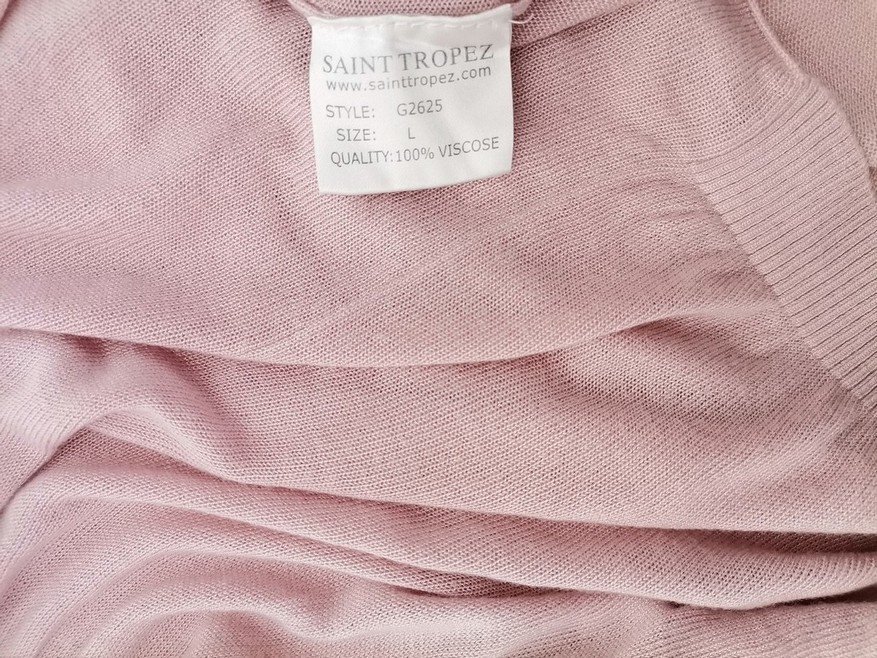 SAINT TROPEZ
www.sainttropez.com
STYLE: G2625
SIZE: L
QUALITY:100% VISCOSE